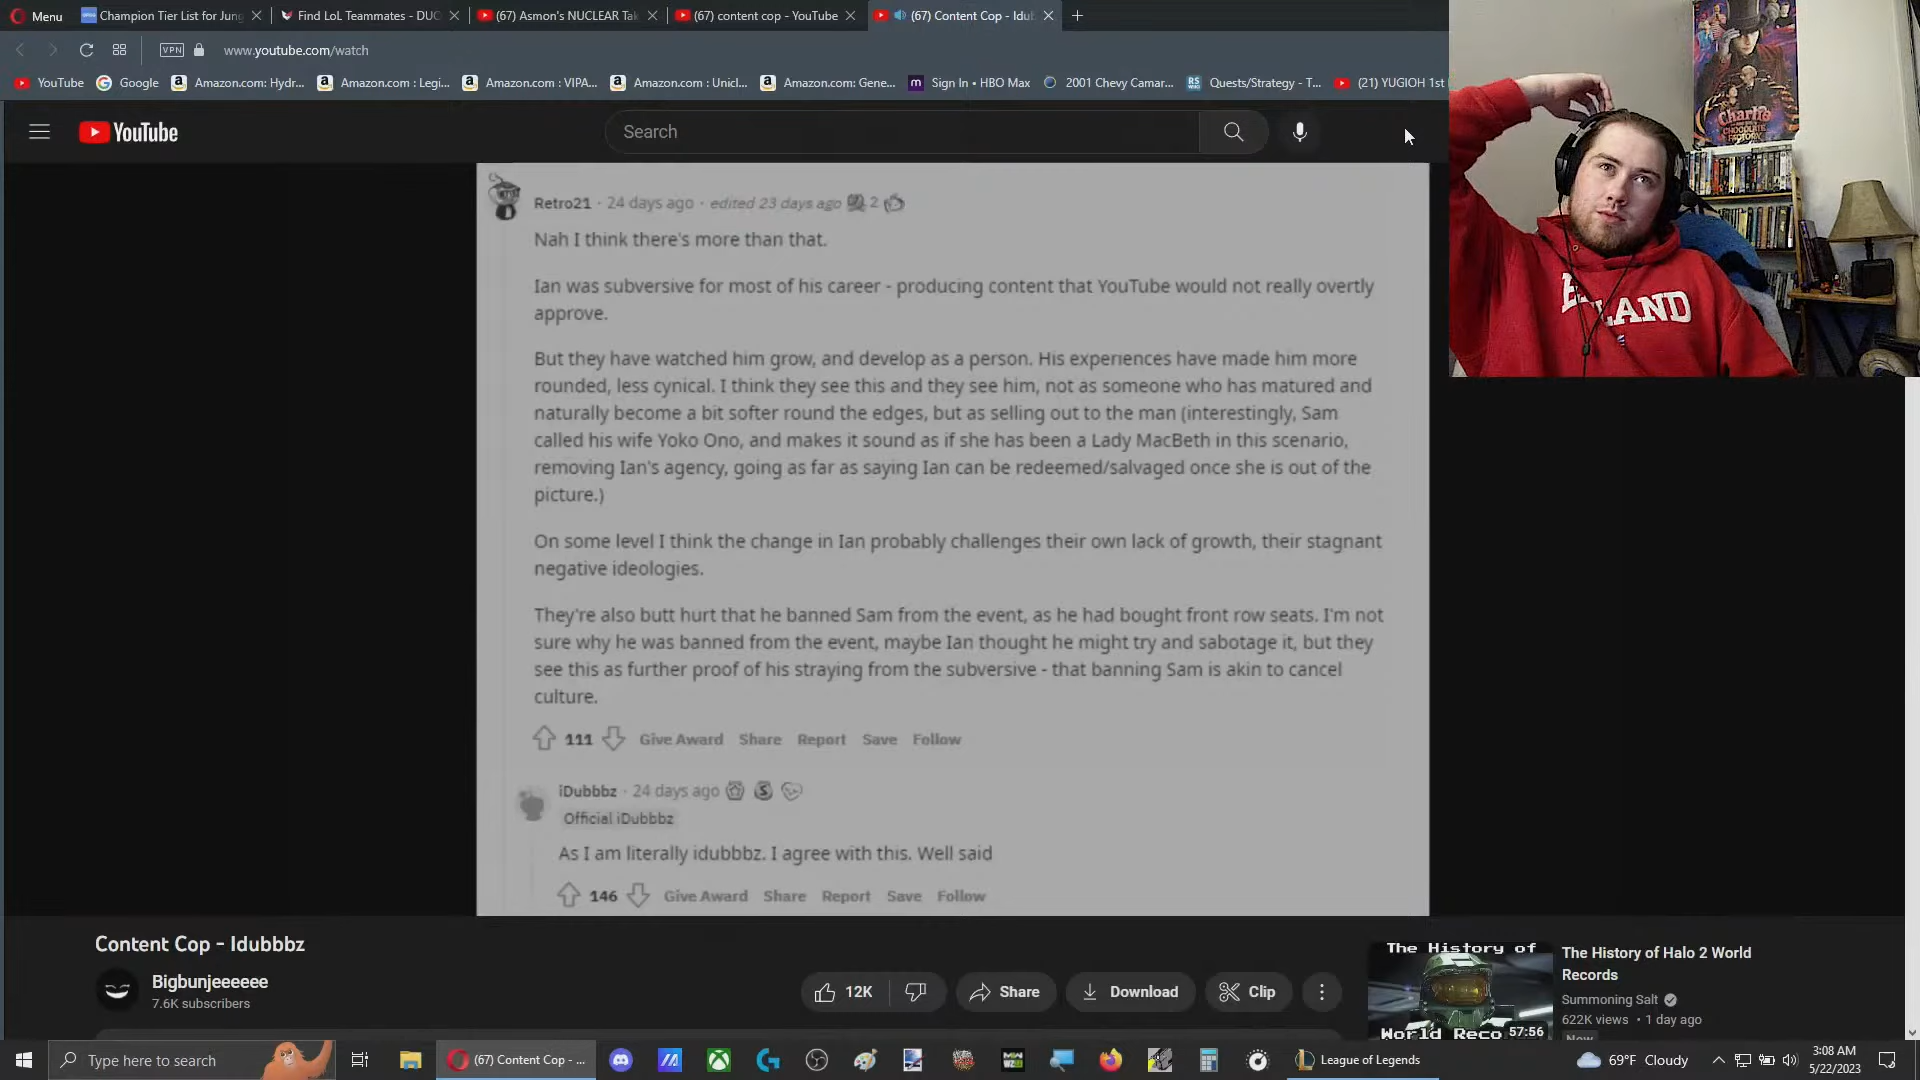 Menu
Champion Tier List for Jung
Find LoL Teammates - DUC
(67) Asmon's NUCLEAR Tak
(67) content cop - YouTube
(67) Content Cop - Idu
VPN
www.youtube.com/watch
YouTube
Google
Amazon.com: Hydr...
Amazon.com : Legi...
Amazon.com : VIPA...
Amazon.com : Unicl...
Amazon.com: Gene...
Sign In • HBO Max
2001 Chevy Camar...
Quests/Strategy - T...
(21) YUGIOH 1st
YouTube
Search
Charlie
CHOCOLATE
FACTORY
LAND
Retro21 · 24 days ago · edited 23 days ago 2
Nah I think there's more than that.
Ian was subversive for most of his career - producing content that YouTube would not really overtly
approve.
But they have watched him grow, and develop as a person. His experiences have made him more
rounded, less cynical. I think they see this and they see him, not as someone who has matured and
naturally become a bit softer round the edges, but as selling out to the man (interestingly, Sam
called his wife Yoko Ono, and makes it sound as if she has been a Lady MacBeth in this scenario,
removing Ian's agency, going as far as saying Ian can be redeemed/salvaged once she is out of the
picture.)
On some level I think the change in Ian probably challenges their own lack of growth, their stagnant
negative ideologies.
They're also butt hurt that he banned Sam from the event, as he had bought front row seats. I'm not
sure why he was banned from the event, maybe Ian thought he might try and sabotage it, but they
see this as further proof of his straying from the subversive - that banning Sam is akin to cancel
culture.
111 Give Award Share Report Save Follow
iDubbbz · 24 days ago
Official iDubbbz
As I am literally idubbbz. I agree with this. Well said
146 Give Award Share Report Save Follow
Content Cop - Idubbbz
Bigbunjeeeeee
7.6K subscribers
12K
Share
Download
Clip
The History of
World Reco
57:56
The History of Halo 2 World
Records
Summoning Salt
622K views • 1 day ago
New
Type here to search
(67) Content Cop - ...
League of Legends
69°F Cloudy
3:08 AM
5/22/2023